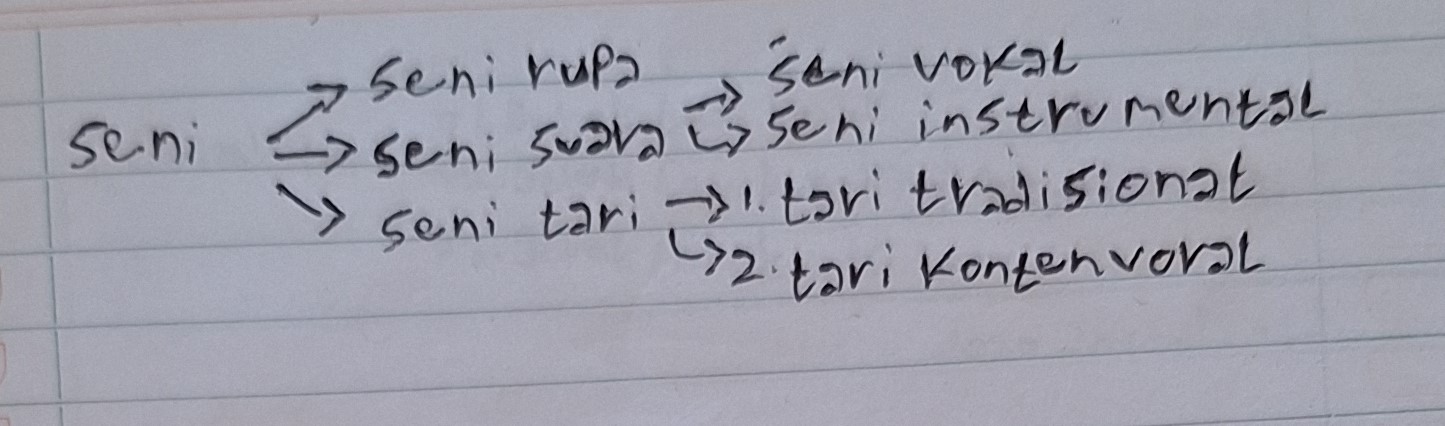 seni rupa → seni vokal
seni → seni suara → seni instrumental
seni tari → 1. tari tradisional
→ 2. tari kontenvoral